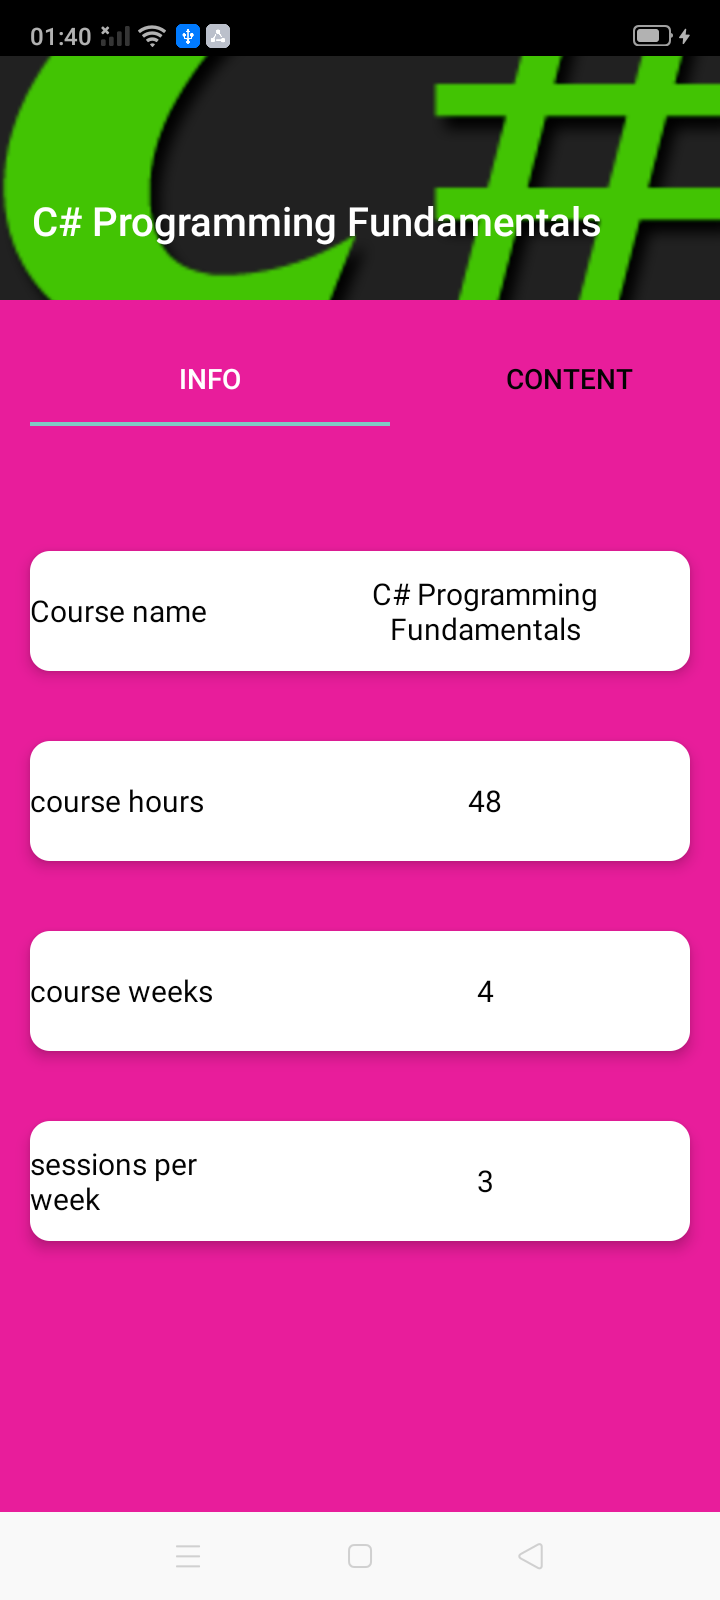 01:40
C#
C# Programming Fundamentals
INFO
CONTENT
Course name
C# Programming
Fundamentals
course hours
48
course weeks
4
sessions per
week
3